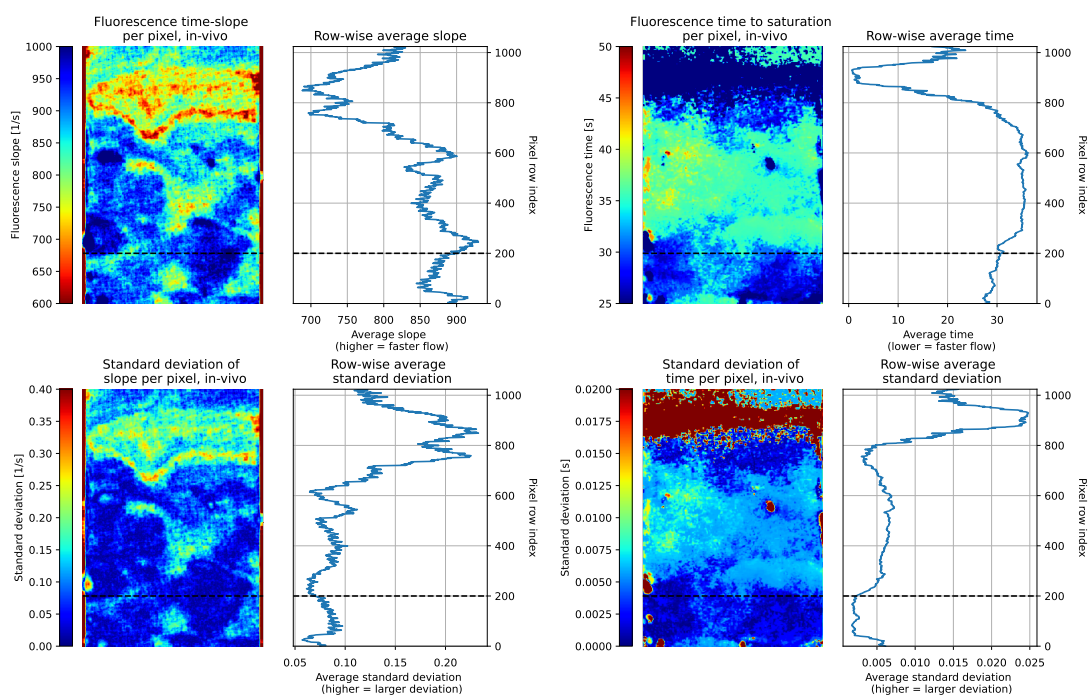 Fluorescence time-slope
per pixel, in-vivo
1000
950
900
850
800
750
700
650
600
Fluorescence slope [1/s]
Row-wise average slope
1000
800
600
400
200
0
Pixel row index
700
750
800
850
900
Average slope
(higher = faster flow)
Fluorescence time to saturation
per pixel, in-vivo
50
45
40
35
30
25
Fluorescence time [s]
Row-wise average time
1000
800
600
400
200
0
Pixel row index
0
10
20
30
Average time
(lower = faster flow)
Standard deviation of
slope per pixel, in-vivo
0.40
0.35
0.30
0.25
0.20
0.15
0.10
0.05
0.00
Standard deviation [1/s]
Row-wise average
standard deviation
1000
800
600
400
200
0
Pixel row index
0.05
0.10
0.15
0.20
Average standard deviation
(higher = larger deviation)
Standard deviation of
time per pixel, in-vivo
0.0200
0.0175
0.0150
0.0125
0.0100
0.0075
0.0050
0.0025
0.0000
Standard deviation [s]
Row-wise average
standard deviation
1000
800
600
400
200
0
Pixel row index
0.005
0.010
0.015
0.020
0.025
Average standard deviation
(higher = larger deviation)